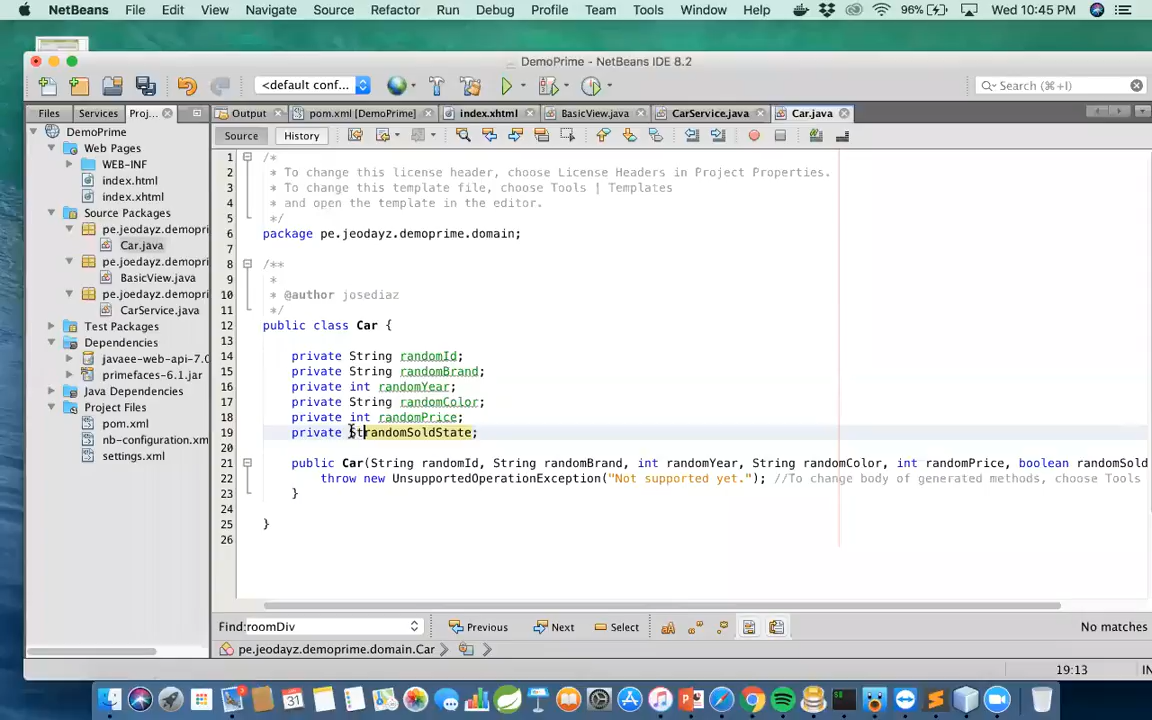 NetBeans File Edit View Navigate Source Refactor Run Debug Profile Team Tools Window Help 96% Wed 10:45 PM
DemoPrime - NetBeans IDE 8.2
<default conf... Search (⌘+I)
Files Services Proj... Output pom.xml [DemoPrime] index.xhtml BasicView.java CarService.java Car.java
DemoPrime
Web Pages
WEB-INF
index.html
index.xhtml
Source Packages
pe.jeodayz.demopri
Car.java
pe.joedayz.demopri
BasicView.java
pe.joedayz.demopri
CarService.java
Test Packages
Dependencies
javaee-web-api-7.0
primefaces-6.1.jar
Java Dependencies
Project Files
pom.xml
nb-configuration.xm
settings.xml
Source History
1 /*
2 * To change this license header, choose License Headers in Project Properties.
3 * To change this template file, choose Tools | Templates
4 * and open the template in the editor.
5 */
6 package pe.jeodayz.demoprime.domain;
7
8 /**
9 *
10 * @author josediaz
11 */
12 public class Car {
13
14 private String randomId;
15 private String randomBrand;
16 private int randomYear;
17 private String randomColor;
18 private int randomPrice;
19 private StrandomSoldState;
20
21 public Car(String randomId, String randomBrand, int randomYear, String randomColor, int randomPrice, boolean randomSold
22 throw new UnsupportedOperationException("Not supported yet."); //To change body of generated methods, choose Tools
23 }
24
25 }
26
Find: roomDiv Previous Next Select No matches
pe.jeodayz.demoprime.domain.Car
19:13 IN